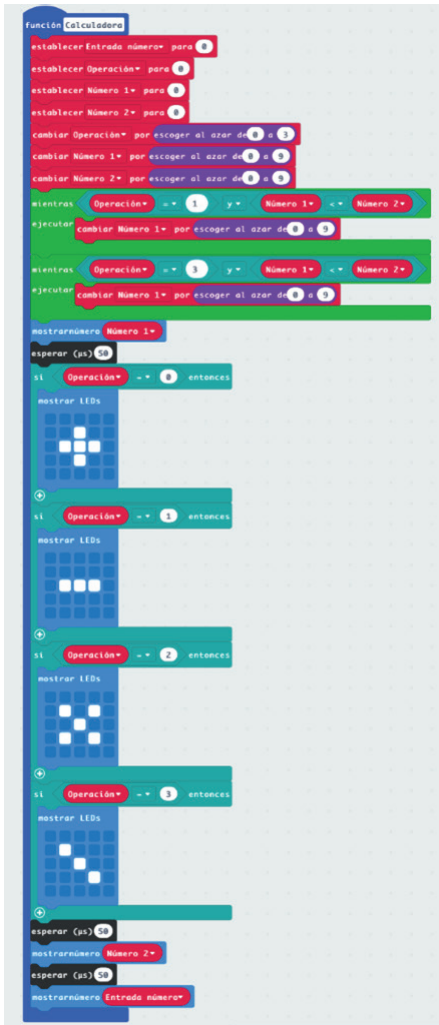 función Calculadora
establecer Entrada número para 0
establecer Operación para 0
establecer Número 1 para 0
establecer Número 2 para 0
cambiar Operación por escoger al azar de 0 a 3
cambiar Número 1 por escoger al azar de 0 a 9
cambiar Número 2 por escoger al azar de 0 a 9
mientras Operación = 1 y Número 1 < Número 2
ejecutar cambiar Número 1 por escoger al azar de 0 a 9
mientras Operación = 3 y Número 1 < Número 2
ejecutar cambiar Número 1 por escoger al azar de 0 a 9
mostrarnúmero Número 1
esperar (µs) 50
si Operación = 0 entonces
mostrar LEDs
si Operación = 1 entonces
mostrar LEDs
si Operación = 2 entonces
mostrar LEDs
si Operación = 3 entonces
mostrar LEDs
esperar (µs) 50
mostrarnúmero Número 2
esperar (µs) 50
mostrarnúmero Entrada número